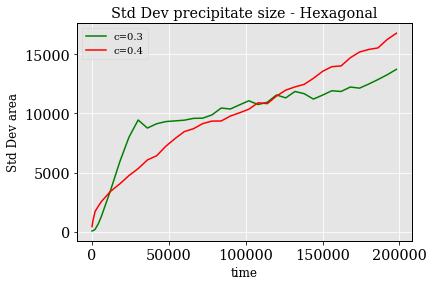 Std Dev precipitate size - Hexagonal
c=0.3
c=0.4
15000
10000
5000
0
Std Dev area
0 50000 100000 150000 200000
time